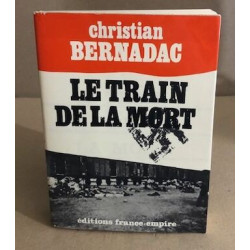 christian
BERNADAC
LE TRAIN
DE LA MORT
éditions france-empire